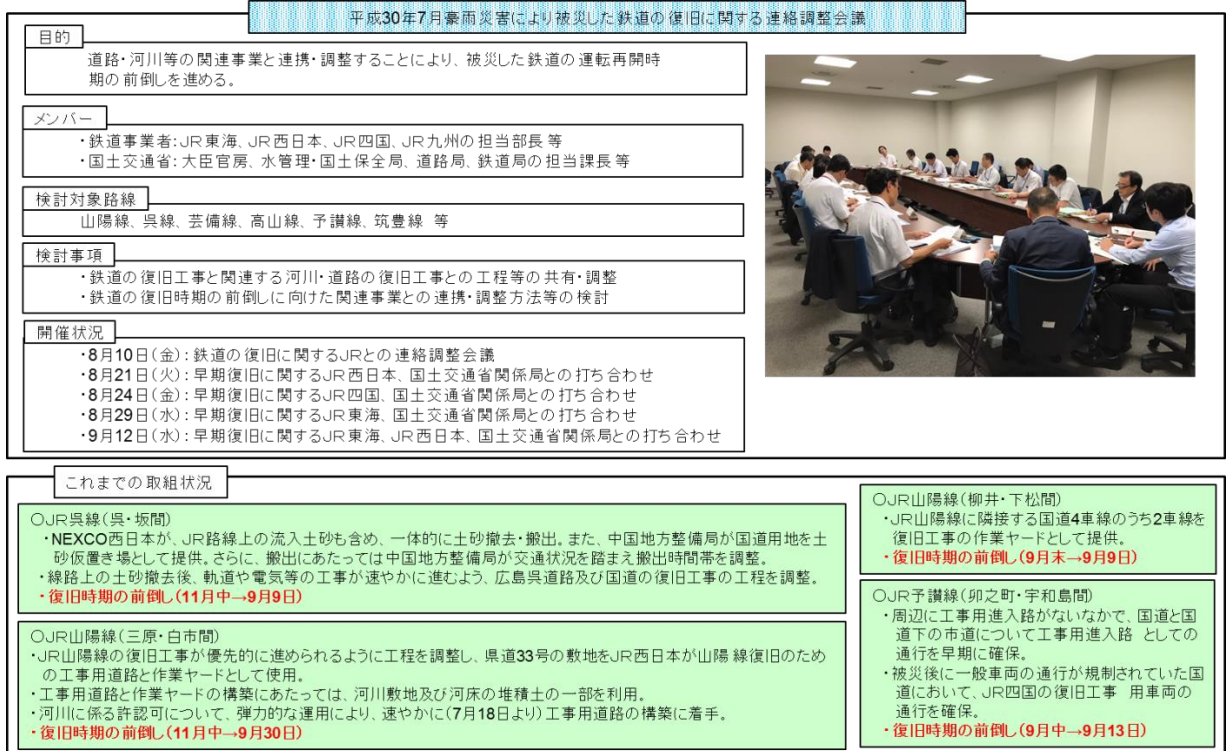 平成30年7月豪雨災害により被災した鉄道の復旧に関する連絡調整会議
目的
道路・河川等の関連事業と連携・調整することにより、被災した鉄道の運転再開時
期の前倒しを進める。
メンバー
・鉄道事業者:JR東海、JR西日本、JR四国、JR九州の担当部長等
・国土交通省:大臣官房、水管理・国土保全局、道路局、鉄道局の担当課長等
検討対象路線
山陽線、呉線、芸備線、高山線、予讃線、筑豊線 等
検討事項
・鉄道の復旧工事と関連する河川・道路の復旧工事との工程等の共有・調整
・鉄道の復旧時期の前倒しに向けた関連事業との連携・調整方法等の検討
開催状況
・8月10日(金):鉄道の復旧に関するJRとの連絡調整会議
・8月21日(火):早期復旧に関するJR西日本、国土交通省関係局との打ち合わせ
・8月24日(金):早期復旧に関するJR四国、国土交通省関係局との打ち合わせ
・8月29日(水):早期復旧に関するJR東海、国土交通省関係局との打ち合わせ
・9月12日(水):早期復旧に関するJR東海、JR西日本、国土交通省関係局との打ち合わせ
これまでの取組状況
○JR呉線(呉・坂間)
・NEXCO西日本が、JR路線上の流入土砂も含め、一体的に土砂撤去・搬出。また、中国地方整備局が国道用地を土
砂仮置き場として提供。さらに、搬出にあたっては中国地方整備局が交通状況を踏まえ搬出時間帯を調整。
・線路上の土砂撤去後、軌道や電気等の工事が速やかに進むよう、広島呉道路及び国道の復旧工事の工程を調整。
・復旧時期の前倒し(11月中→9月9日)
○JR山陽線(三原・白市間)
・JR山陽線の復旧工事が優先的に進められるように工程を調整し、県道33号の敷地をJR西日本が山陽線復旧のため
の工事用道路と作業ヤードとして使用。
・工事用道路と作業ヤードの構築にあたっては、河川敷地及び河床の堆積土の一部を利用。
・河川に係る許認可について、弾力的な運用により、速やかに(7月18日より)工事用道路の構築に着手。
・復旧時期の前倒し(11月中→9月30日)
○JR山陽線(柳井・下松間)
・JR山陽線に隣接する国道4車線のうち2車線を
復旧工事の作業ヤードとして提供。
・復旧時期の前倒し(9月末→9月9日)
○JR予讃線(卯之町・宇和島間)
・周辺に工事用進入路がないなかで、国道と国
道下の市道について工事用進入路 としての
通行を早期に確保。
・被災後に一般車両の通行が規制されていた国
道において、JR四国の復旧工事 用車両の
通行を確保。
・復旧時期の前倒し(9月中→9月13日)